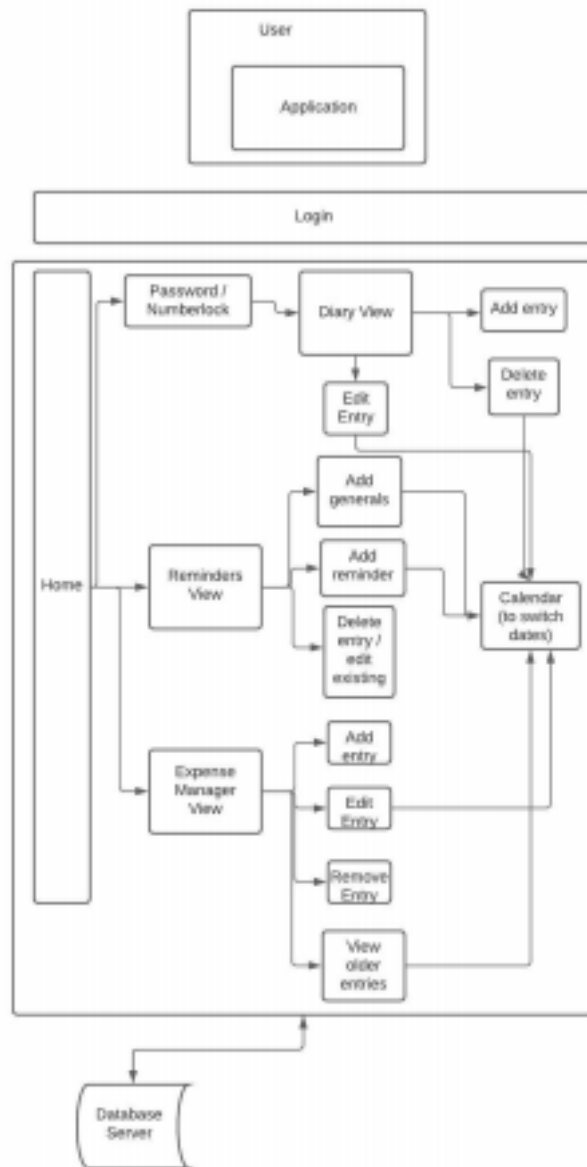 User
Application
Login
Password /
Numberlock
Diary View
Add entry
Delete
entry
Edit
Entry
Add
generals
Home
Reminders
View
Add
reminder
Calendar
(to switch
dates)
Delete
entry /
edit
existing
Add
entry
Expense
Manager
View
Edit
Entry
Remove
Entry
View
older
entries
Database
Server